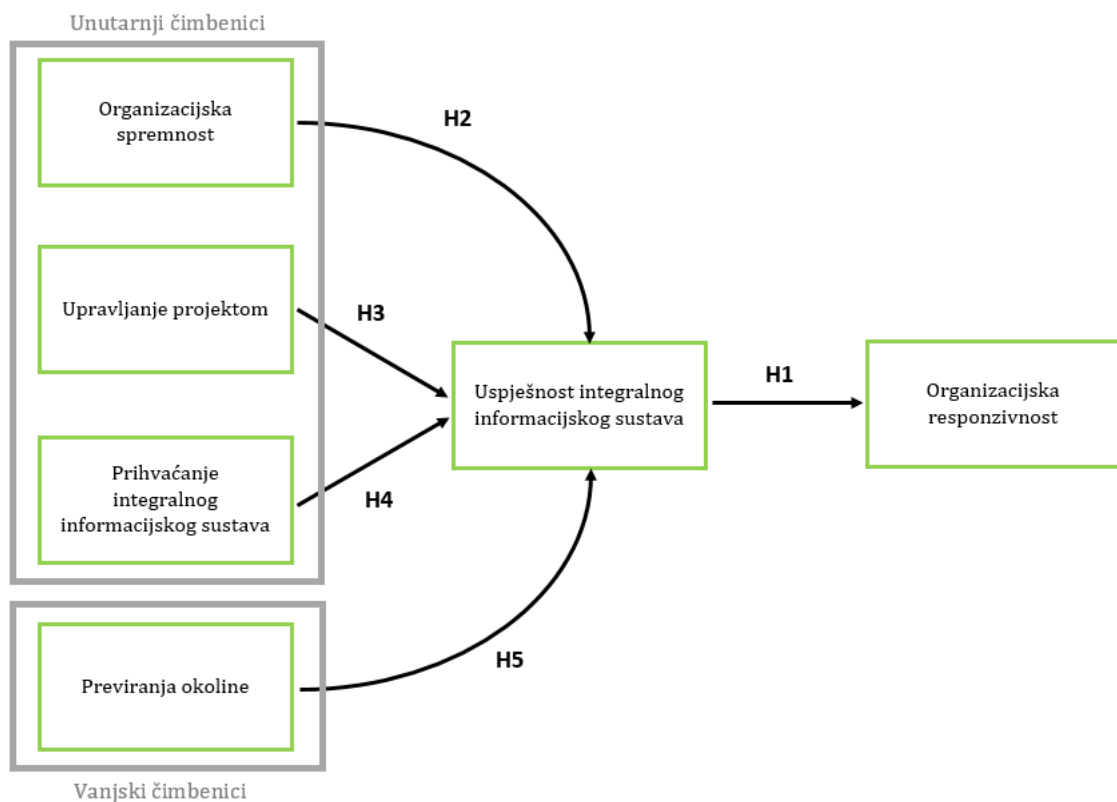 Unutarnji čimbenici
Organizacijska
spremnost
H2
Upravljanje projektom
H3
Uspješnost integralnog
informacijskog sustava
H1
Organizacijska
responzivnost
Prihvaćanje
integralnog
informacijskog sustava
H4
Previranja okoline
H5
Vanjski čimbenici